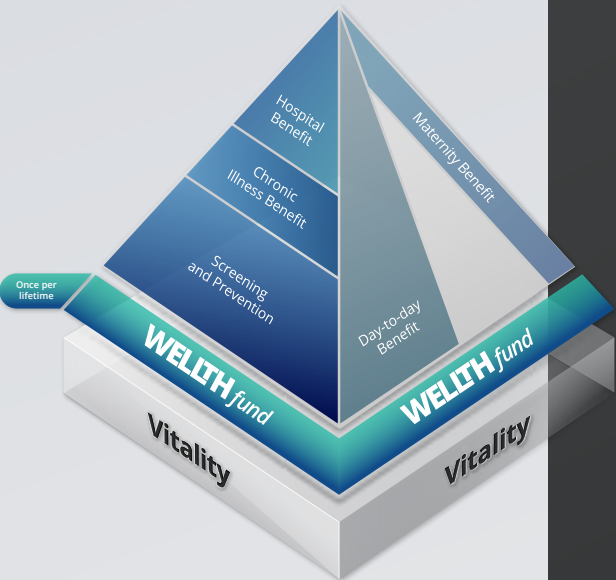 Hospital
Benefit
Chronic
Illness Benefit
Screening
and Prevention
Maternity Benefit
Day-to-day
Benefit
Once per
lifetime
WELLTH fund
WELLTH fund
Vitality
Vitality